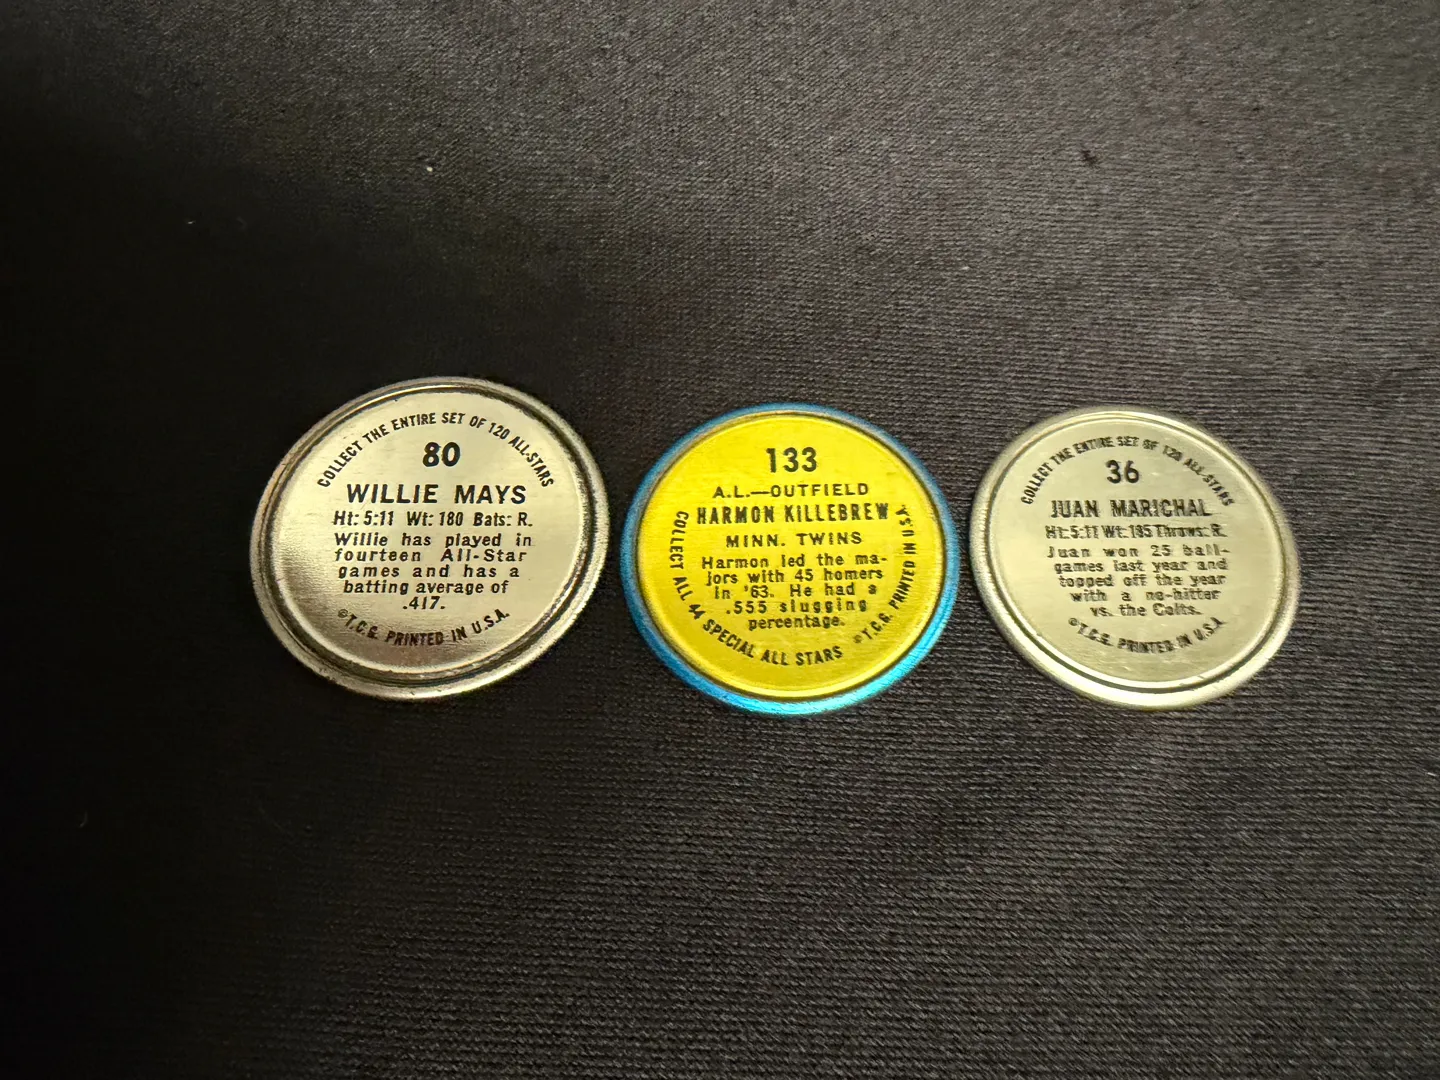 COLLECT THE ENTIRE SET OF 120 ALL-STARS
80
WILLIE MAYS
Ht: 5:11 Wt: 180 Bats: R.
Willie has played in
fourteen All-Star
games and has a
batting average of
.417.
©T.C.G. PRINTED IN U.S.A.
133
A.L.—OUTFIELD
HARMON KILLEBREW
MINN. TWINS
Harmon led the ma-
jors with 45 homers
in '63. He had a
.555 slugging
percentage.
COLLECT ALL 44 SPECIAL ALL STARS
©T.C.G. PRINTED IN U.S.A.
COLLECT THE ENTIRE SET OF 120 ALL-STARS
36
JUAN MARICHAL
Ht: 5:11 Wt: 185 Throws: R.
Juan won 25 ball-
games last year and
topped off the year
with a no-hitter
vs. the Colts.
©T.C.G. PRINTED IN U.S.A.